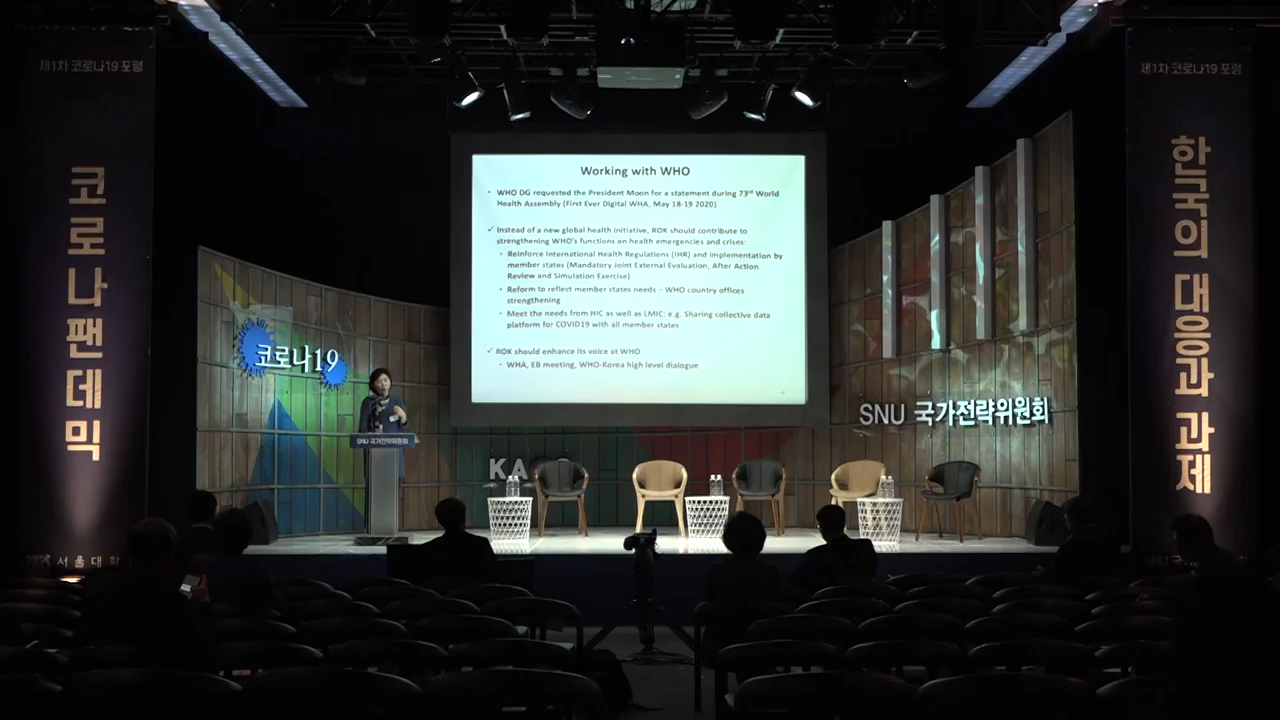 제1차 코로나19 포럼
코로나 팬데믹
서울대학
코로나19
SNU 국가전략위원회
Working with WHO
• WHO DG requested the President Moon for a statement during 73rd World
Health Assembly (First Ever Digital WHA, May 18-19 2020)
✓ Instead of a new global health initiative, ROK should contribute to
strengthening WHO's functions on health emergencies and crises:
• Reinforce International Health Regulations (IHR) and implementation by
member states (Mandatory Joint External Evaluation, After Action
Review and Simulation Exercise)
• Reform to reflect member states needs – WHO country offices
strengthening
• Meet the needs from HIC as well as LMIC: e.g. Sharing collective data
platform for COVID19 with all member states
✓ ROK should enhance its voice at WHO
• WHA, EB meeting, WHO-Korea high level dialogue
KA
SNU 국가전략위원회
제1차 코로나19 포럼
한국의 대응과 과제
SNU